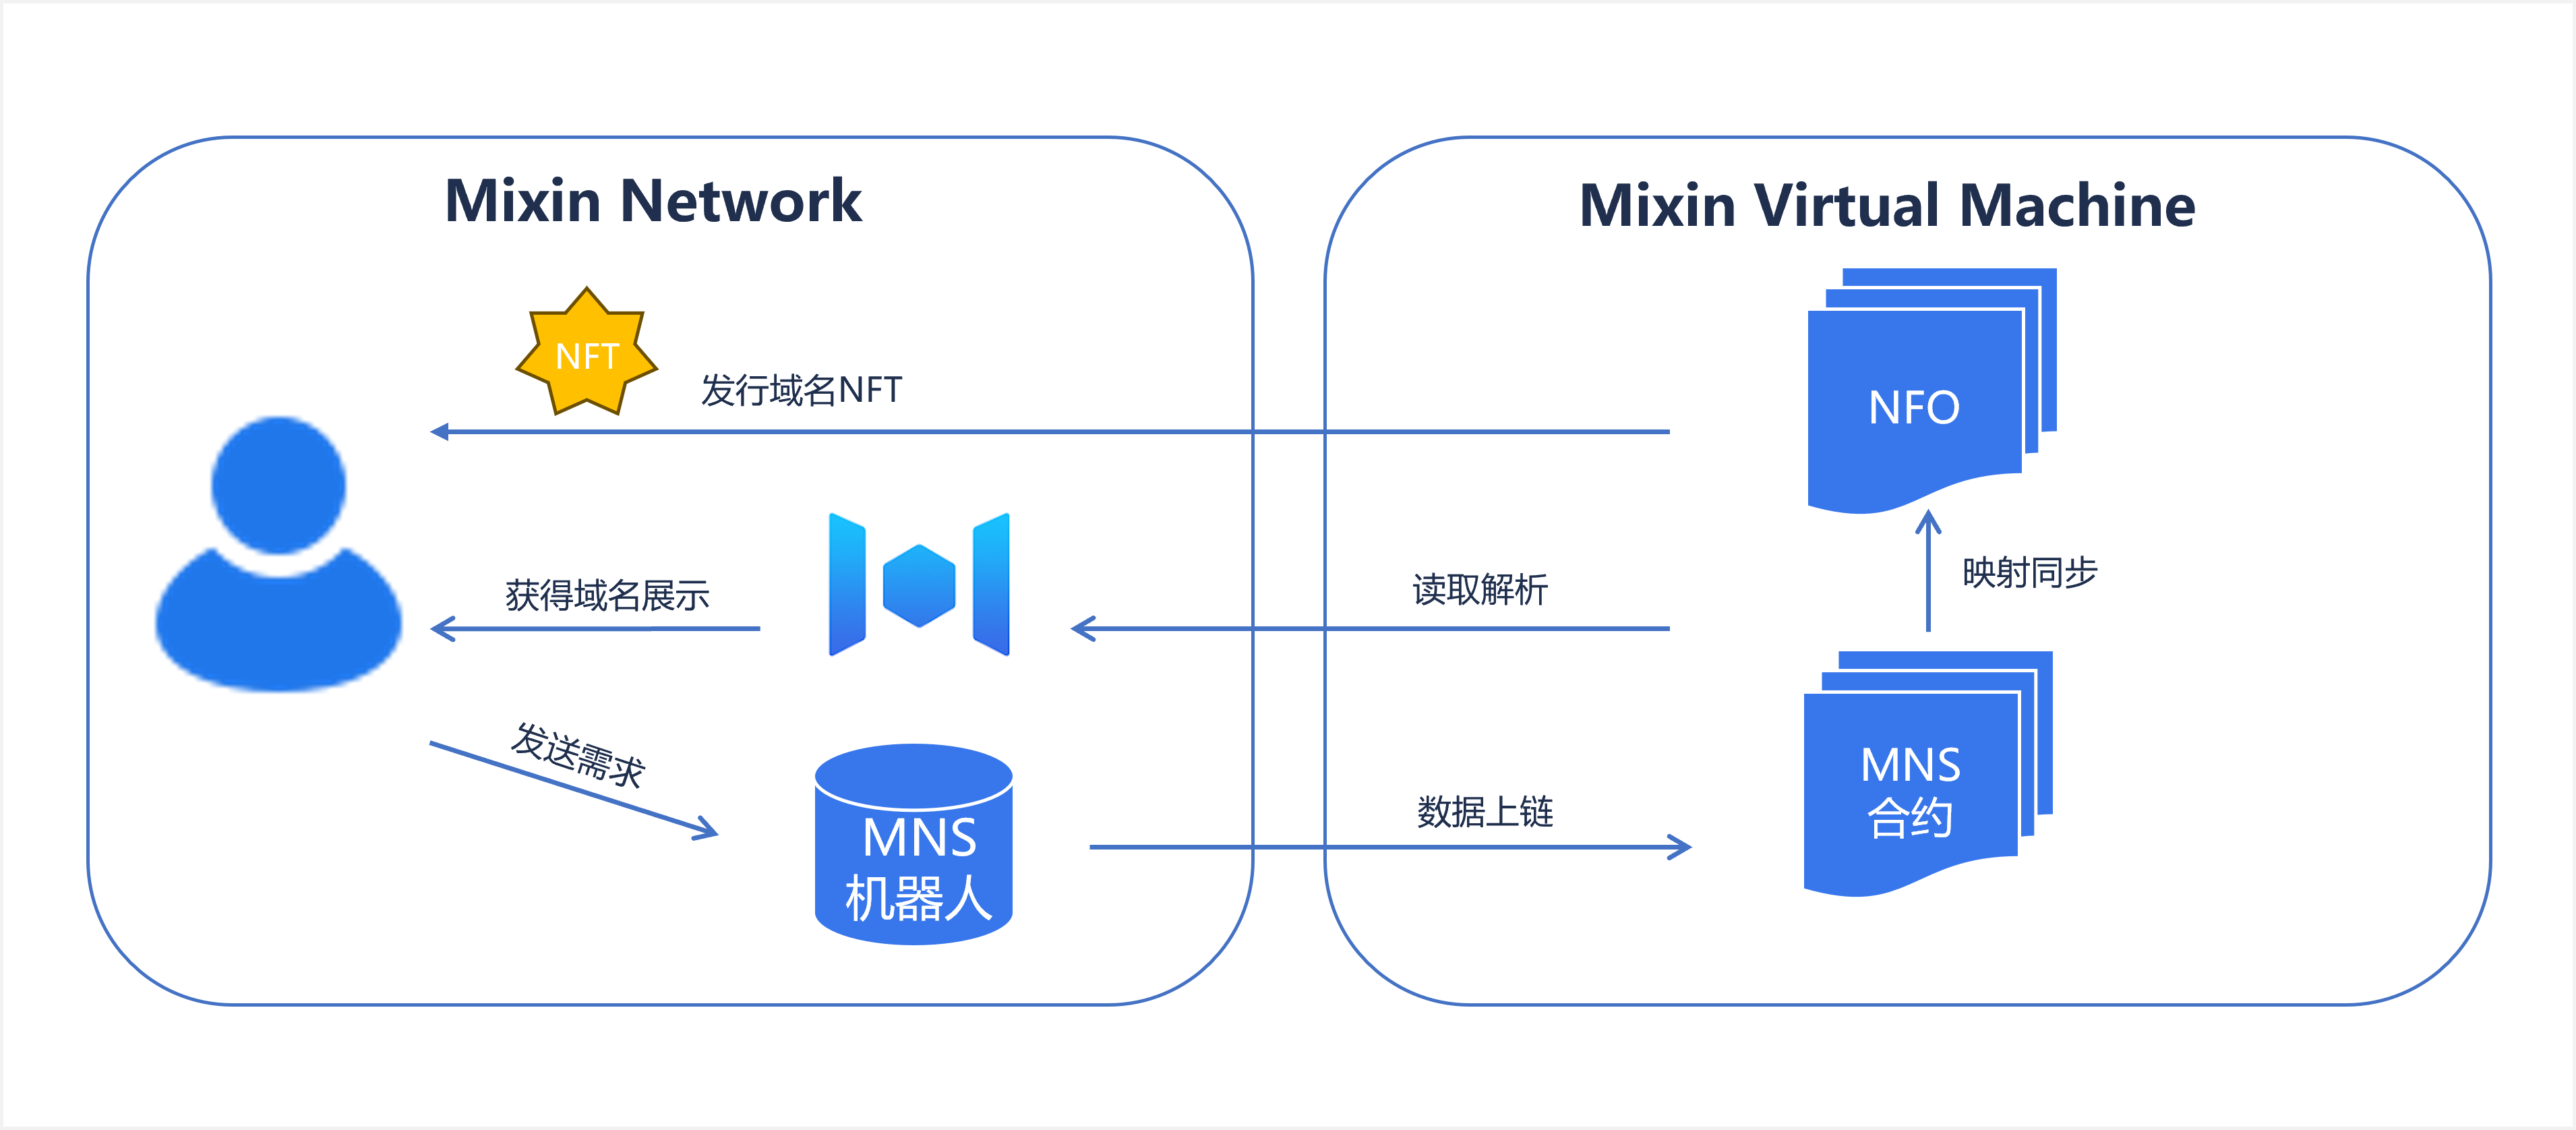 Mixin Network
Mixin Virtual Machine
NFT
发行域名NFT
NFO
获得域名展示
读取解析
映射同步
发送需求
MNS
机器人
数据上链
MNS
合约